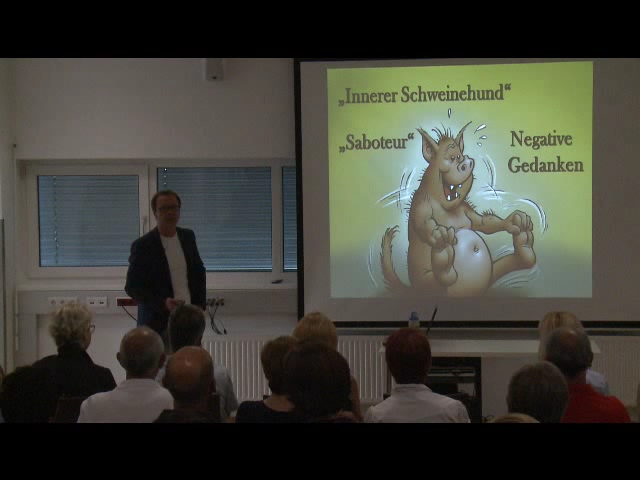 „Innerer Schweinehund“
„Saboteur“
Negative
Gedanken